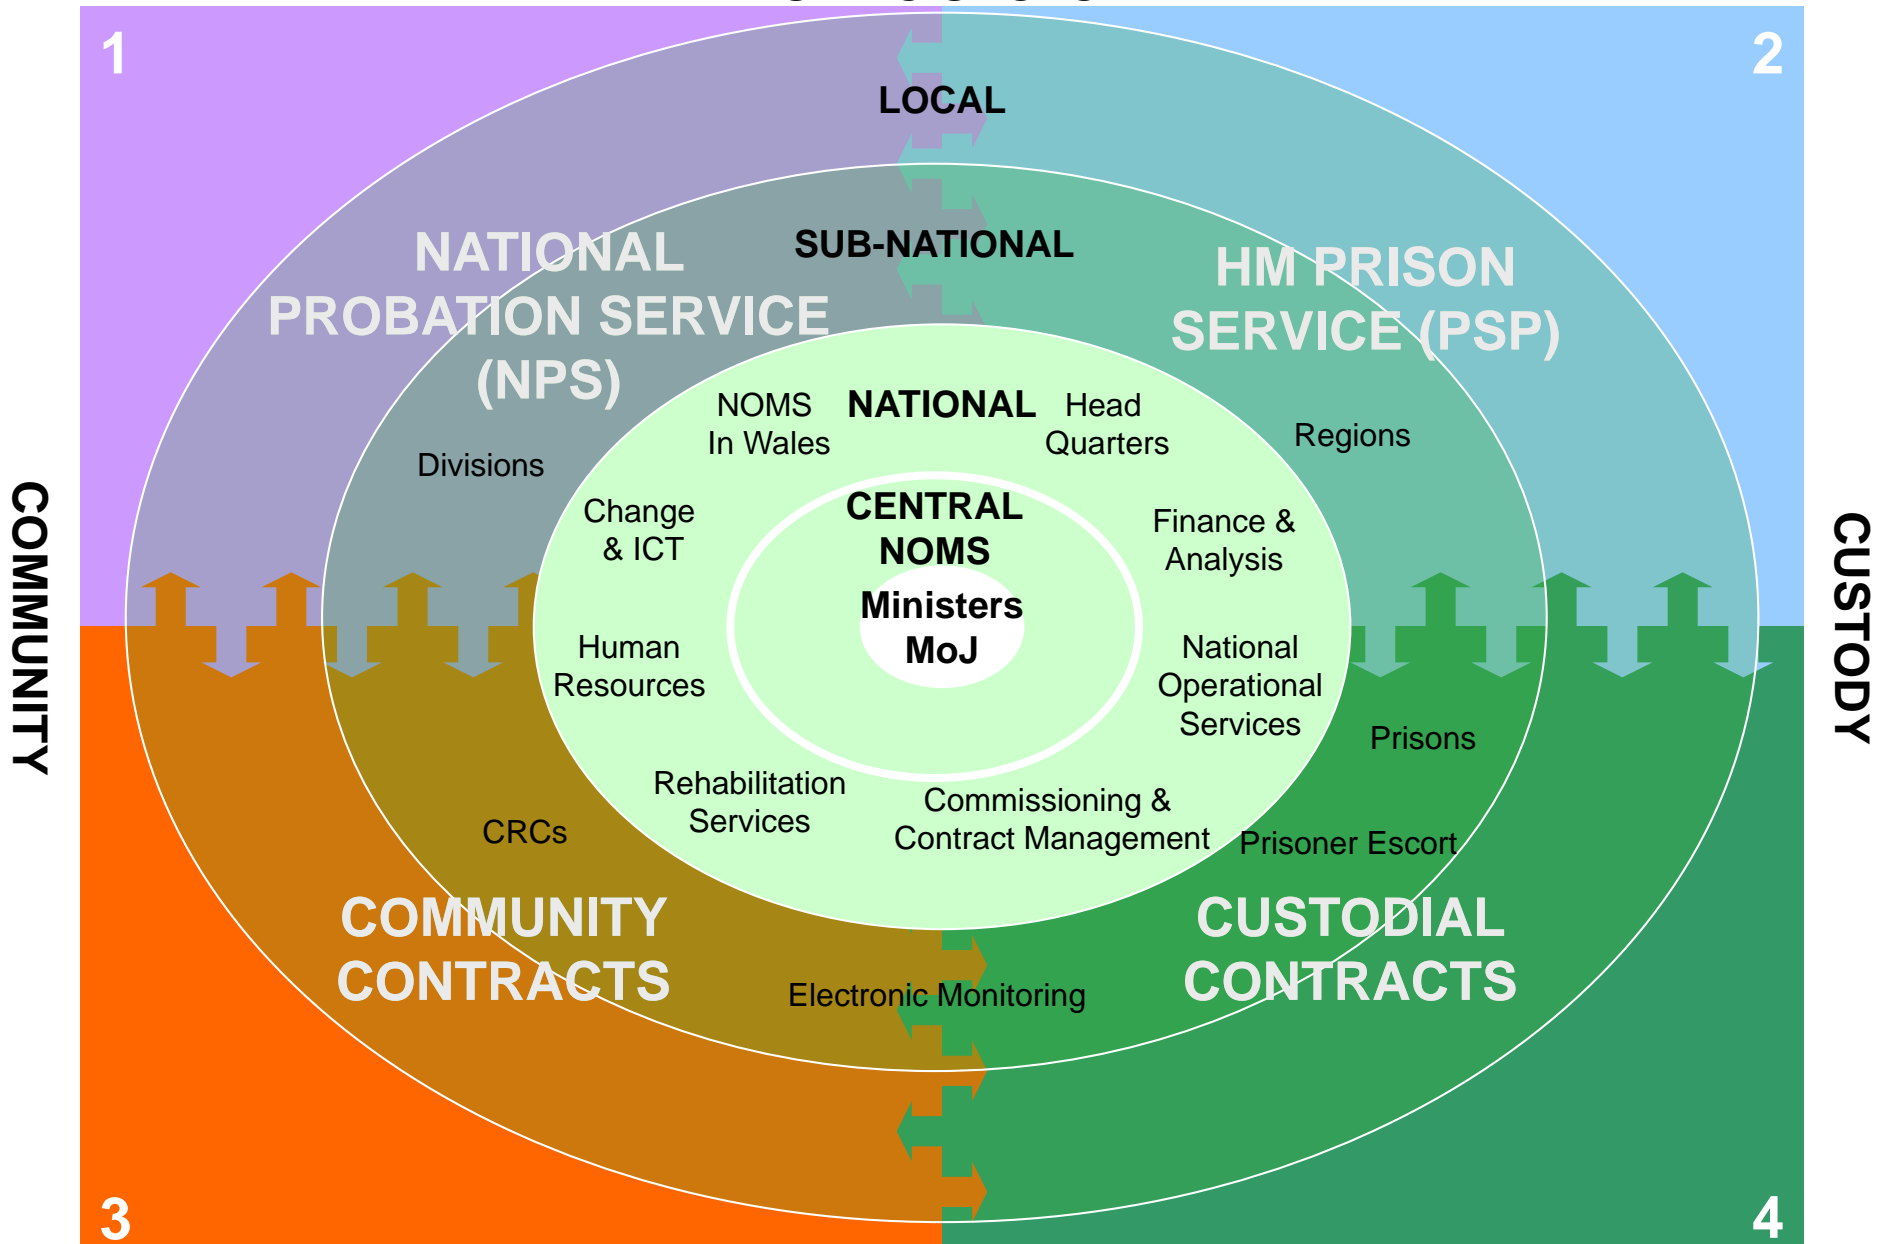 1
2
LOCAL
SUB-NATIONAL
NATIONAL
PROBATION SERVICE
(NPS)
HM PRISON
SERVICE (PSP)
NOMS
In Wales
NATIONAL
Head
Quarters
Regions
Divisions
Change
& ICT
CENTRAL
NOMS
Finance &
Analysis
COMMUNITY
CUSTODY
Ministers
MoJ
Human
Resources
National
Operational
Services
Prisons
Rehabilitation
Services
Commissioning &
Contract Management
CRCs
Prisoner Escort
COMMUNITY
CONTRACTS
CUSTODIAL
CONTRACTS
Electronic Monitoring
3
4